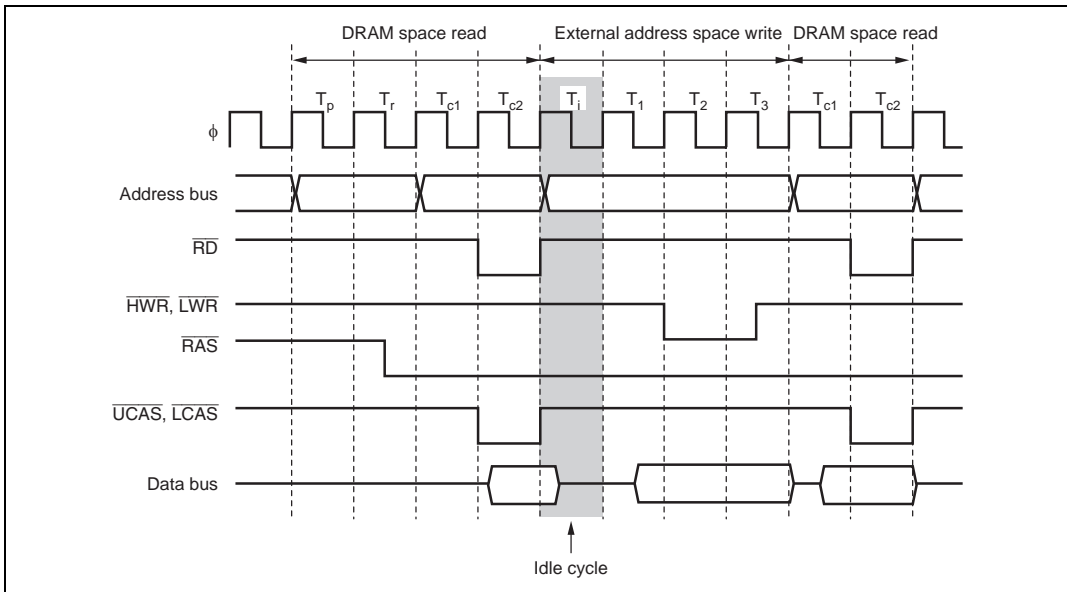 DRAM space read External address space write DRAM space read
Tp Tr Tc1 Tc2 Ti T1 T2 T3 Tc1 Tc2
ϕ
Address bus
RD
HWR, LWR
RAS
UCAS, LCAS
Data bus
Idle cycle